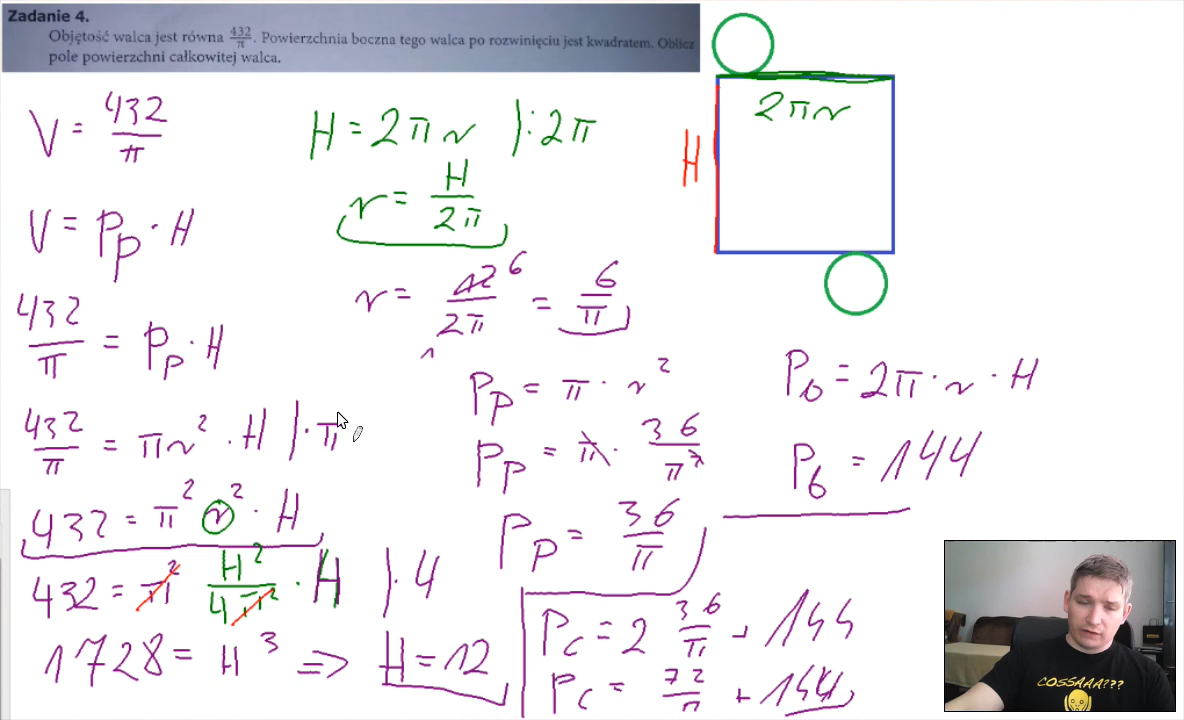 Zadanie 4.
Objętość walca jest równa 432/π. Powierzchnia boczna tego walca po rozwinięciu jest kwadratem. Oblicz
pole powierzchni całkowitej walca.
V = 432/π
V = Pp · H
432/π = Pp · H
432/π = πr² · H |· π
432 = π² r² · H
432 = π² H²/4π² · H |· 4
1728 = H³ => H = 12
H = 2πr |: 2π
r = H/2π
r = 12 6/2π 1 = 6/π
Pp = π · r²
Pp = π · 36/π²
Pp = 36/π
Pc = 2 36/π + 144
Pc = 72/π + 144
2πr
H
Pb = 2π · r · H
Pb = 144
COSSAAA???